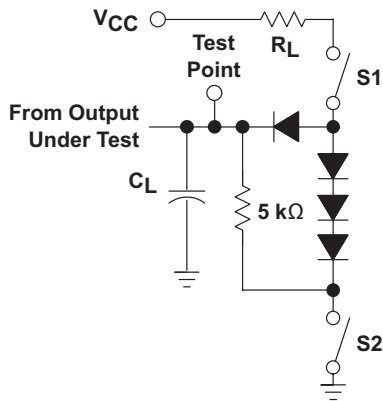 VCC
RL
Test
Point
S1
From Output
Under Test
CL
5 kΩ
S2